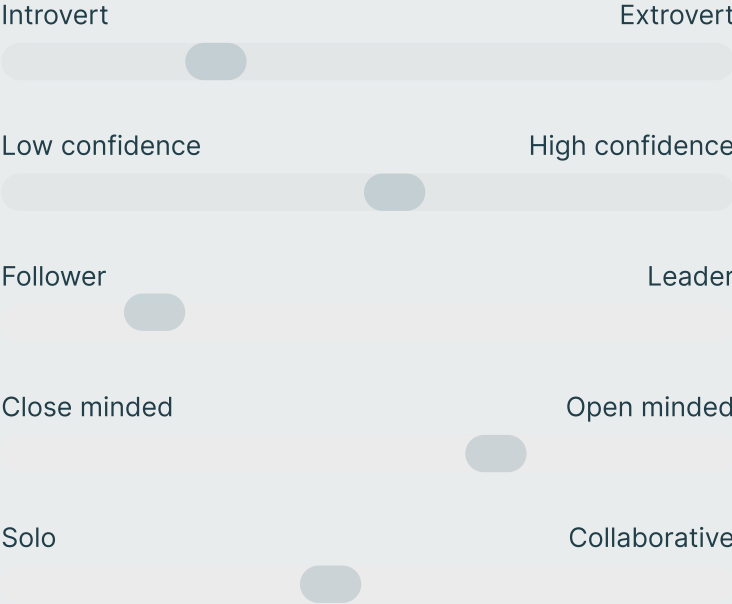 Introvert Extrovert
Low confidence High confidence
Follower Leader
Close minded Open minded
Solo Collaborative